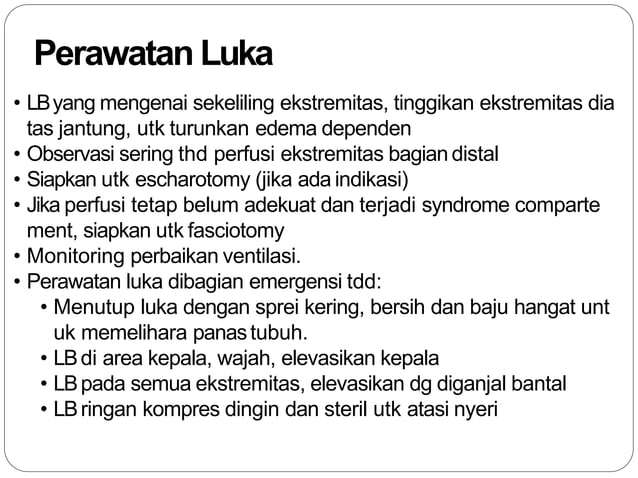 Perawatan Luka
• LB yang mengenai sekeliling ekstremitas, tinggikan ekstremitas dia
tas jantung, utk turunkan edema dependen
• Observasi sering thd perfusi ekstremitas bagian distal
• Siapkan utk escharotomy (jika ada indikasi)
• Jika perfusi tetap belum adekuat dan terjadi syndrome comparte
ment, siapkan utk fasciotomy
• Monitoring perbaikan ventilasi.
• Perawatan luka dibagian emergensi tdd:
• Menutup luka dengan sprei kering, bersih dan baju hangat unt
uk memelihara panas tubuh.
• LB di area kepala, wajah, elevasikan kepala
• LB pada semua ekstremitas, elevasikan dg diganjal bantal
• LB ringan kompres dingin dan steril utk atasi nyeri